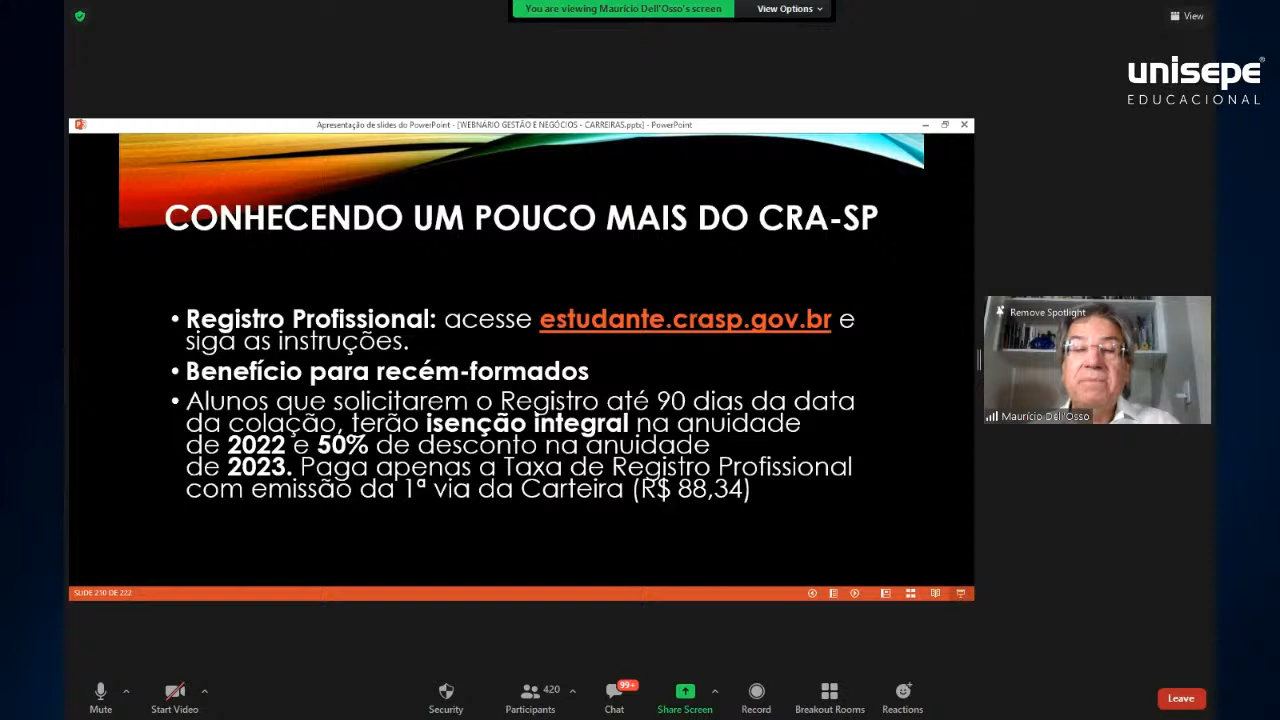 You are viewing Maurício Dell'Osso's screen
View Options
View
unisepe
EDUCACIONAL
Apresentação de slides do PowerPoint - [WEBNÁRIO GESTÃO E NEGÓCIOS - CARREIRAS.pptx] - PowerPoint
CONHECENDO UM POUCO MAIS DO CRA-SP
• Registro Profissional: acesse estudante.crasp.gov.br e
siga as instruções.
• Benefício para recém-formados
• Alunos que solicitarem o Registro até 90 dias da data
da colação, terão isenção integral na anuidade
de 2022 e 50% de desconto na anuidade
de 2023. Paga apenas a Taxa de Registro Profissional
com emissão da 1ª via da Carteira (R$ 88,34)
Remove Spotlight
Maurício Dell'Osso
SLIDE 210 DE 222
Mute
Start Video
Security
420
Participants
99+
Chat
Share Screen
Record
Breakout Rooms
Reactions
Leave